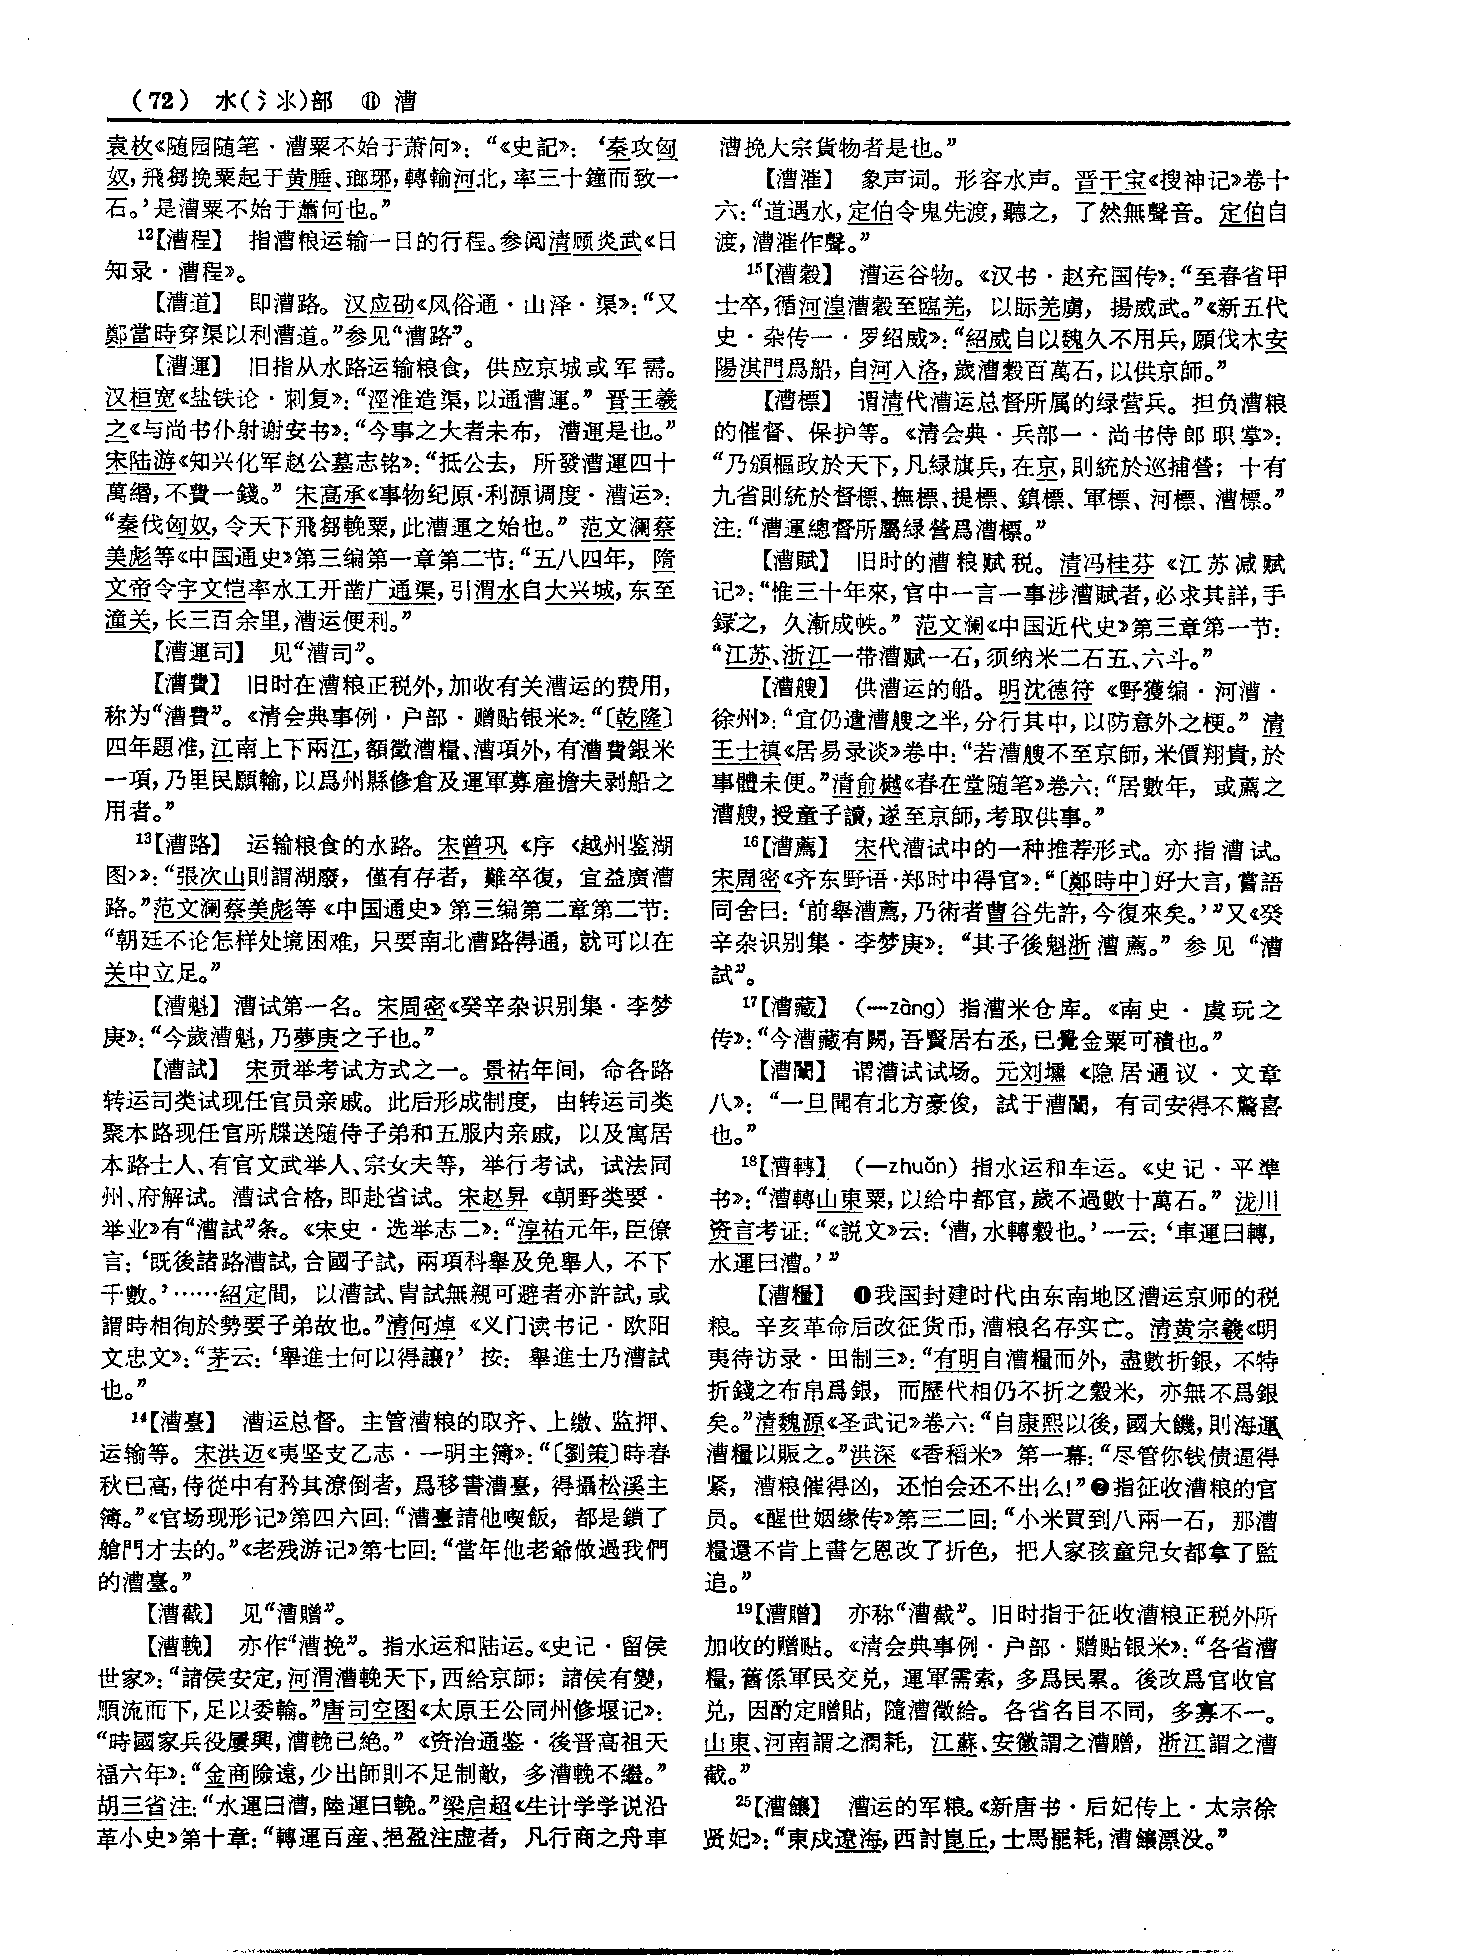 (72) 水(氵氺)部 ⑪ 漕
袁枚《随园随笔·漕粟不始于萧何》：“《史記》：‘秦攻匈
奴，飛芻挽粟起于黄腄、瑯琊，轉輸河北，率三十鐘而致一
石。’是漕粟不始于蕭何也。”
12【漕程】 指漕粮运输一日的行程。参阅清顾炎武《日
知录·漕程》。
【漕道】 即漕路。汉应劭《风俗通·山泽·渠》：“又
鄭當時穿渠以利漕道。”参见“漕路”。
【漕運】 旧指从水路运输粮食，供应京城或军需。
汉桓宽《盐铁论·刺复》：“涇淮造渠，以通漕運。”晋王羲
之《与尚书仆射谢安书》：“今事之大者未布，漕運是也。”
宋陆游《知兴化军赵公墓志铭》：“抵公去，所發漕運四十
萬緡，不費一錢。”宋高承《事物纪原·利源调度·漕运》：
“秦伐匈奴，令天下飛芻輓粟，此漕運之始也。”范文澜蔡
美彪等《中国通史》第三编第一章第二节：“五八四年，隋
文帝令宇文恺率水工开凿广通渠，引渭水自大兴城，东至
潼关，长三百余里，漕运便利。”
【漕運司】 见“漕司”。
【漕費】 旧时在漕粮正税外，加收有关漕运的费用，
称为“漕費”。《清会典事例·户部·赠贴银米》：“〔乾隆〕
四年題准，江南上下兩江，額徵漕糧、漕項外，有漕費銀米
一項，乃里民願輸，以爲州縣修倉及運軍募雇擔夫剥船之
用者。”
13【漕路】 运输粮食的水路。宋曾巩《序〈越州鉴湖
图〉》：“張次山則謂湖廢，僅有存者，難卒復，宜益廣漕
路。”范文澜蔡美彪等《中国通史》第三编第二章第二节：
“朝廷不论怎样处境困难，只要南北漕路得通，就可以在
关中立足。”
【漕魁】 漕试第一名。宋周密《癸辛杂识别集·李梦
庚》：“今歲漕魁，乃夢庚之子也。”
【漕試】 宋贡举考试方式之一。景祐年间，命各路
转运司类试现任官员亲戚。此后形成制度，由转运司类
聚本路现任官所牒送随侍子弟和五服内亲戚，以及寓居
本路士人、有官文武举人、宗女夫等，举行考试，试法同
州、府解试。漕试合格，即赴省试。宋赵昇《朝野类要·
举业》有“漕試”条。《宋史·选举志二》：“淳祐元年，臣僚
言：‘既後諸路漕試，合國子試，兩項科舉及免舉人，不下
千數。’……紹定間，以漕試、胄試無親可避者亦許試，或
謂時相徇於勢要子弟故也。”清何焯《义门读书记·欧阳
文忠文》：“茅云：‘舉進士何以得讓？’按：舉進士乃漕試
也。”
14【漕臺】 漕运总督。主管漕粮的取齐、上缴、监押、
运输等。宋洪迈《夷坚支乙志·一明主簿》：“〔劉策〕時春
秋已高，侍從中有矜其潦倒者，爲移書漕臺，得攝松溪主
簿。”《官场现形记》第四六回：“漕臺請他喫飯，都是鎖了
艙門才去的。”《老残游记》第七回：“當年他老爺做過我們
的漕臺。”
【漕截】 见“漕贈”。
【漕輓】 亦作“漕挽”。指水运和陆运。《史记·留侯
世家》：“諸侯安定，河渭漕輓天下，西給京師；諸侯有變，
順流而下，足以委輸。”唐司空图《太原王公同州修堰记》：
“時國家兵役屢興，漕輓已絶。”《资治通鉴·後晋高祖天
福六年》：“金商險遠，少出師則不足制敵，多漕輓不繼。”
胡三省注：“水運曰漕，陸運曰輓。”梁启超《生计学学说沿
革小史》第十章：“轉運百産、挹盈注虚者，凡行商之舟車
漕挽大宗貨物者是也。”
【漕漼】 象声词。形容水声。晋干宝《搜神记》卷十
六：“道遇水，定伯令鬼先渡，聽之，了然無聲音。定伯自
渡，漕漼作聲。”
15【漕穀】 漕运谷物。《汉书·赵充国传》：“至春省甲
士卒，循河湟漕穀至臨羌，以眎羌虜，揚威武。”《新五代
史·杂传一·罗绍威》：“紹威自以魏久不用兵，願伐木安
陽淇門爲船，自河入洛，歲漕穀百萬石，以供京師。”
【漕標】 谓清代漕运总督所属的绿营兵。担负漕粮
的催督、保护等。《清会典·兵部一·尚书侍郎职掌》：
“乃頒樞政於天下，凡緑旗兵，在京，則統於巡捕營；十有
九省則統於督標、撫標、提標、鎮標、軍標、河標、漕標。”
注：“漕運總督所屬緑營爲漕標。”
【漕賦】 旧时的漕粮赋税。清冯桂芬《江苏减赋
记》：“惟三十年來，官中一言一事涉漕賦者，必求其詳，手
録之，久漸成帙。”范文澜《中国近代史》第三章第一节：
“江苏、浙江一带漕赋一石，须纳米二石五、六斗。”
【漕艘】 供漕运的船。明沈德符《野獲编·河漕·
徐州》：“宜仍遣漕艘之半，分行其中，以防意外之梗。”清
王士禛《居易录谈》卷中：“若漕艘不至京師，米價翔貴，於
事體未便。”清俞樾《春在堂随笔》卷六：“居數年，或薦之
漕艘，授童子讀，遂至京師，考取供事。”
16【漕薦】 宋代漕试中的一种推荐形式。亦指漕试。
宋周密《齐东野语·郑时中得官》：“〔鄭時中〕好大言，嘗語
同舍曰：‘前舉漕薦，乃術者曹谷先許，今復來矣。’”又《癸
辛杂识别集·李梦庚》：“其子後魁浙漕薦。”参见“漕
試”。
17【漕藏】 (—zàng) 指漕米仓库。《南史·虞玩之
传》：“今漕藏有闕，吾賢居右丞，已覺金粟可積也。”
【漕闈】 谓漕试试场。元刘壎《隐居通议·文章
八》：“一旦聞有北方豪俊，試于漕闈，有司安得不驚喜
也。”
18【漕轉】 (—zhuǎn) 指水运和车运。《史记·平準
书》：“漕轉山東粟，以給中都官，歲不過數十萬石。”泷川
资言考证：“《説文》云：‘漕，水轉穀也。’一云：‘車運曰轉，
水運曰漕。’”
【漕糧】 ❶我国封建时代由东南地区漕运京师的税
粮。辛亥革命后改征货币，漕粮名存实亡。清黄宗羲《明
夷待访录·田制三》：“有明自漕糧而外，盡數折銀，不特
折錢之布帛爲銀，而歷代相仍不折之穀米，亦無不爲銀
矣。”清魏源《圣武记》卷六：“自康熙以後，國大饑，則海運
漕糧以賑之。”洪深《香稻米》第一幕：“尽管你钱债逼得
紧，漕粮催得凶，还怕会还不出么！”❷指征收漕粮的官
员。《醒世姻缘传》第三二回：“小米買到八兩一石，那漕
糧還不肯上書乞恩改了折色，把人家孩童兒女都拿了監
追。”
19【漕贈】 亦称“漕截”。旧时指于征收漕粮正税外所
加收的赠贴。《清会典事例·户部·赠贴银米》：“各省漕
糧，舊係軍民交兑，運軍需索，多爲民累。後改爲官收官
兑，因酌定贈貼，隨漕徵給。各省名目不同，多寡不一。
山東、河南謂之潤耗，江蘇、安徽謂之漕贈，浙江謂之漕
截。”
25【漕饟】 漕运的军粮。《新唐书·后妃传上·太宗徐
贤妃》：“東戍遼海，西討崑丘，士馬罷耗，漕饟漂没。”